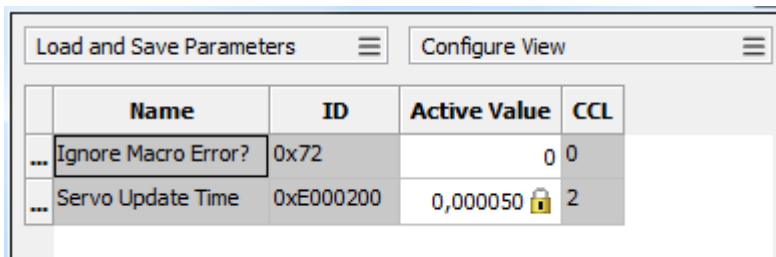 Load and Save Parameters Configure View
Name ID Active Value CCL
... Ignore Macro Error? 0x72 0 0
... Servo Update Time 0xE000200 0,000050 2